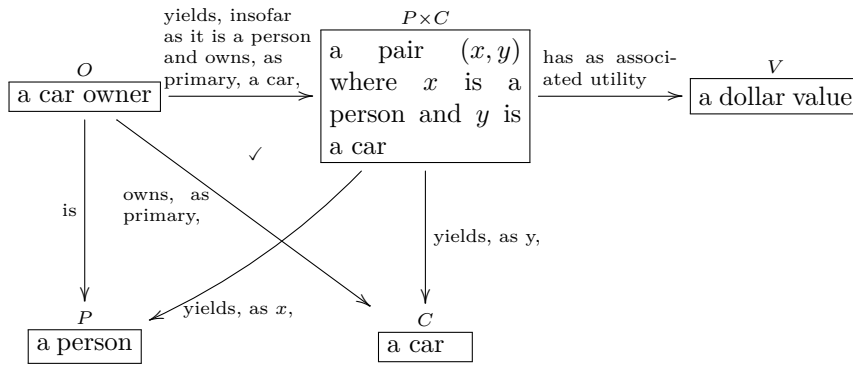 yields, insofar
as it is a person
and owns, as
primary, a car,
P×C
a pair (x, y)
where x is a
person and y is
a car
has as associ-
ated utility
O
a car owner
V
a dollar value
✓
owns, as
primary,
is
yields, as y,
yields, as x,
P
a person
C
a car